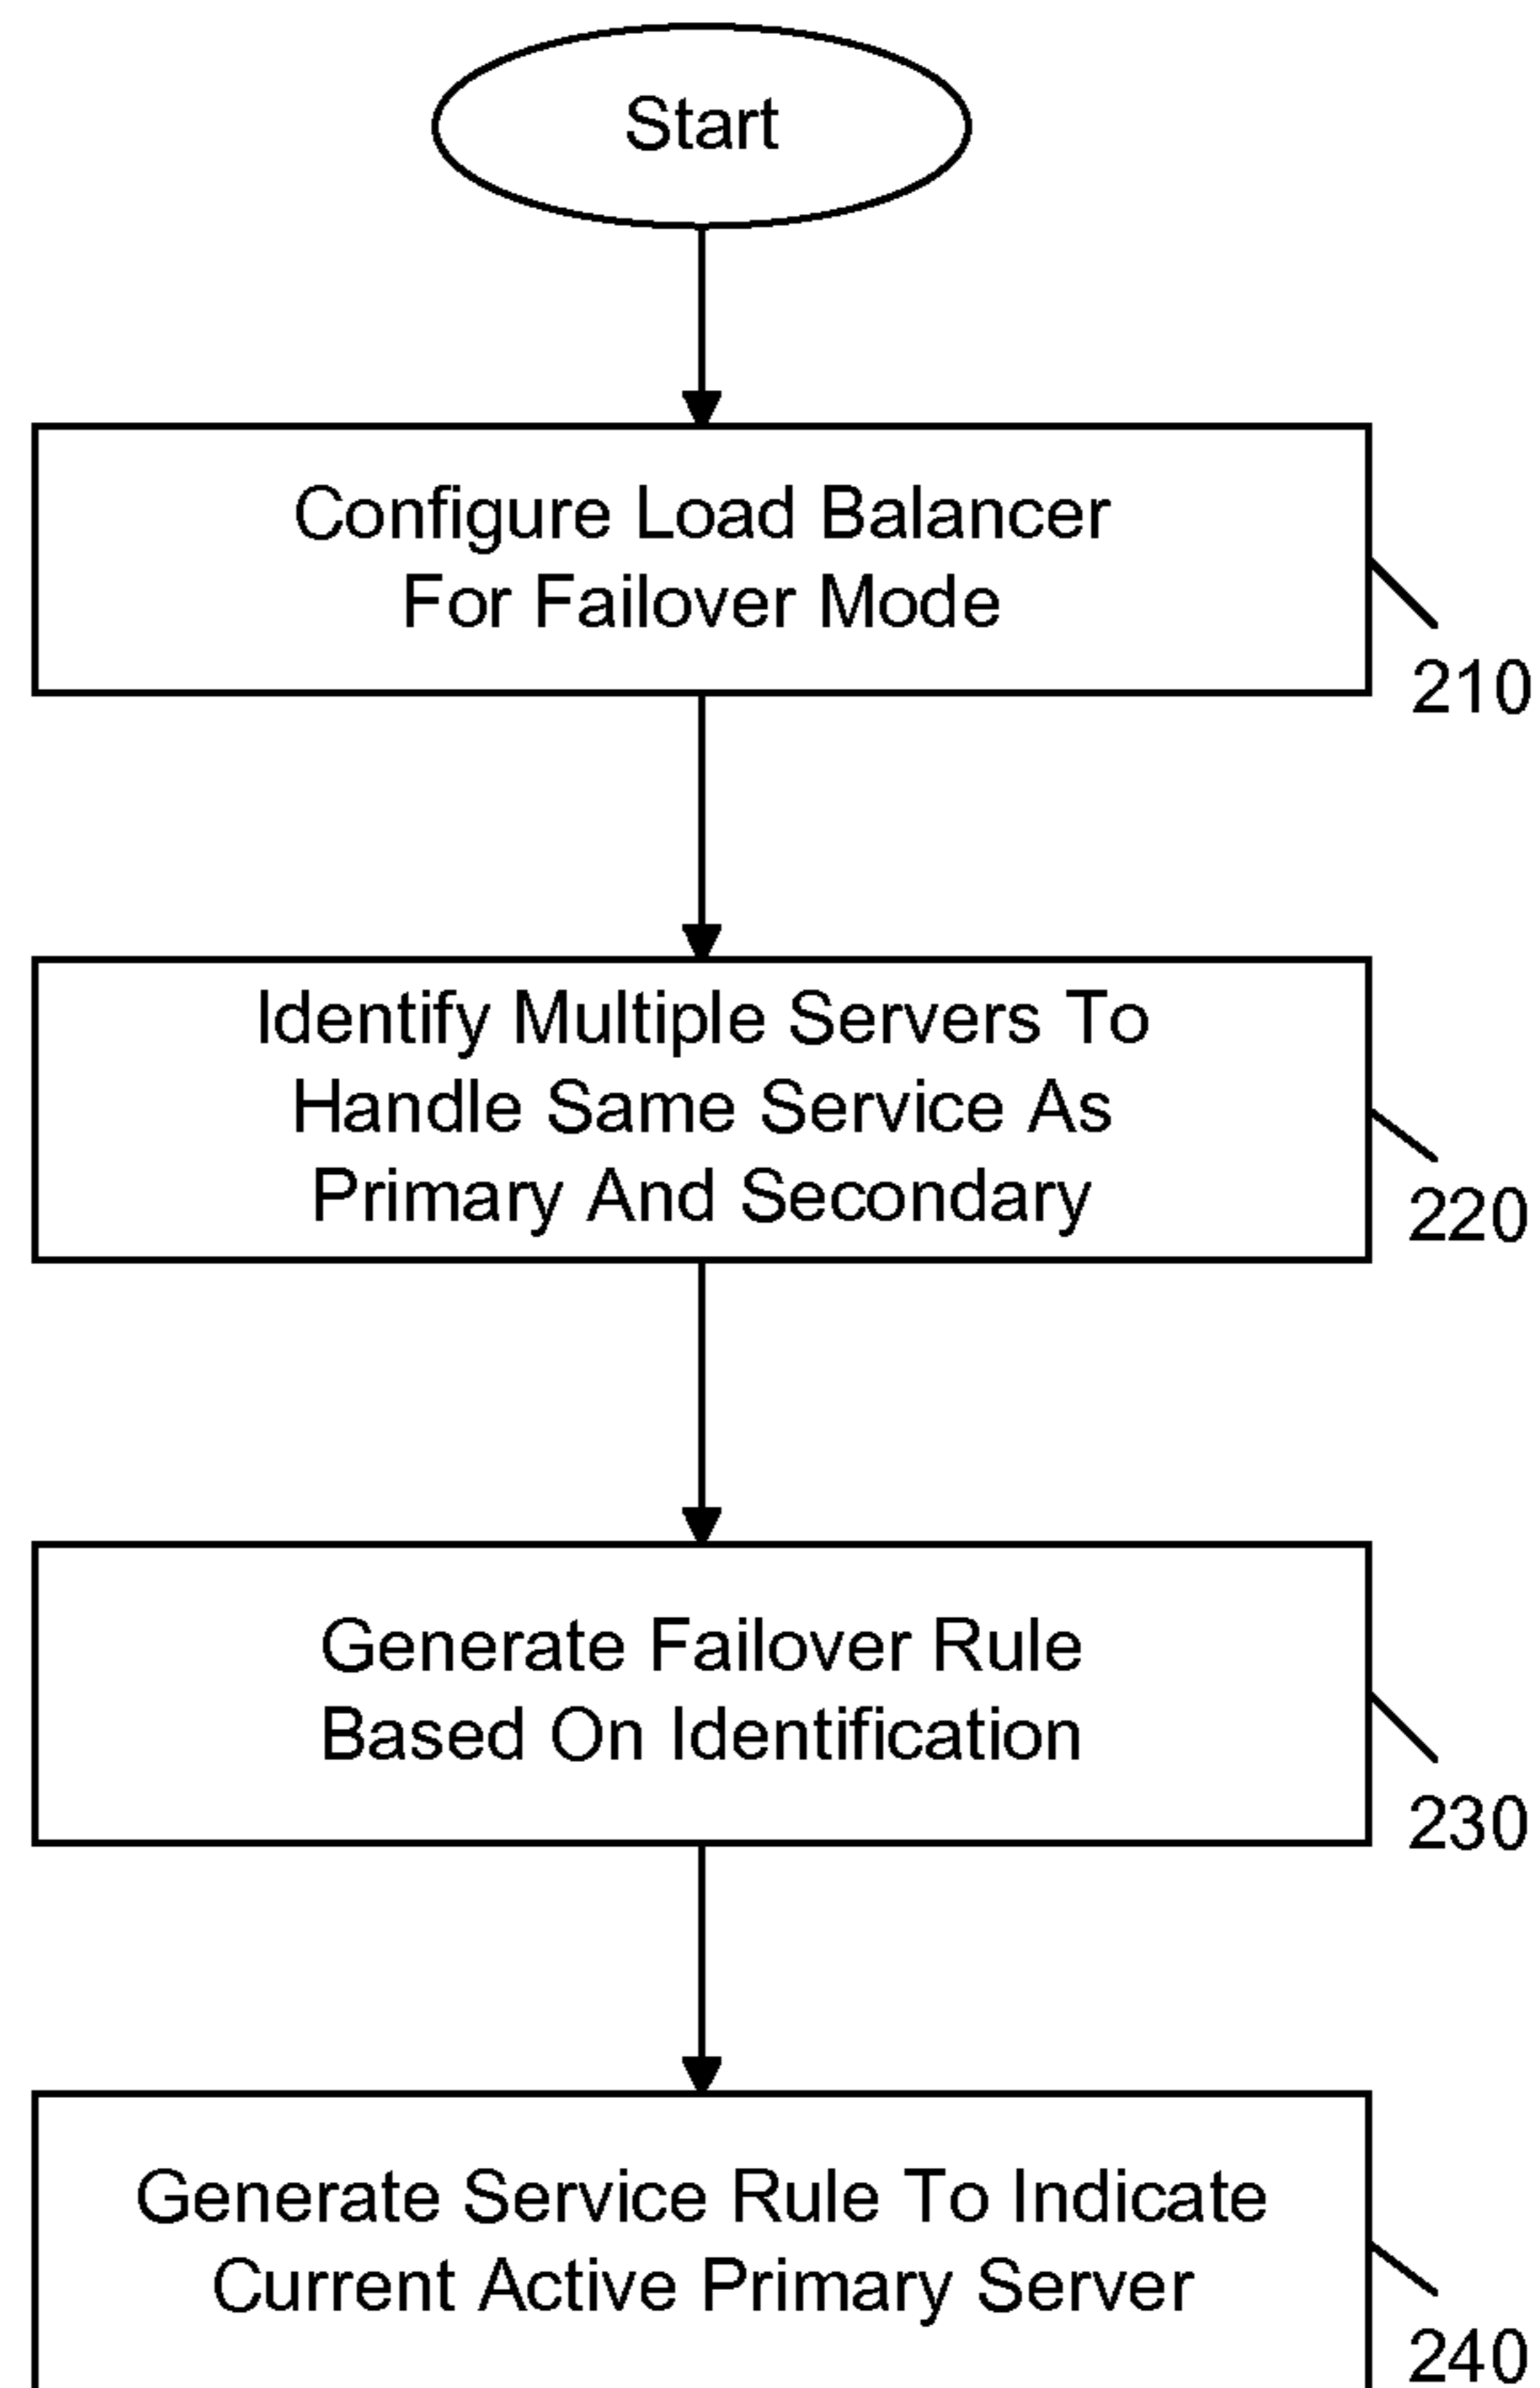 Start
Configure Load Balancer
For Failover Mode
210
Identify Multiple Servers To
Handle Same Service As
Primary And Secondary
220
Generate Failover Rule
Based On Identification
230
Generate Service Rule To Indicate
Current Active Primary Server
240